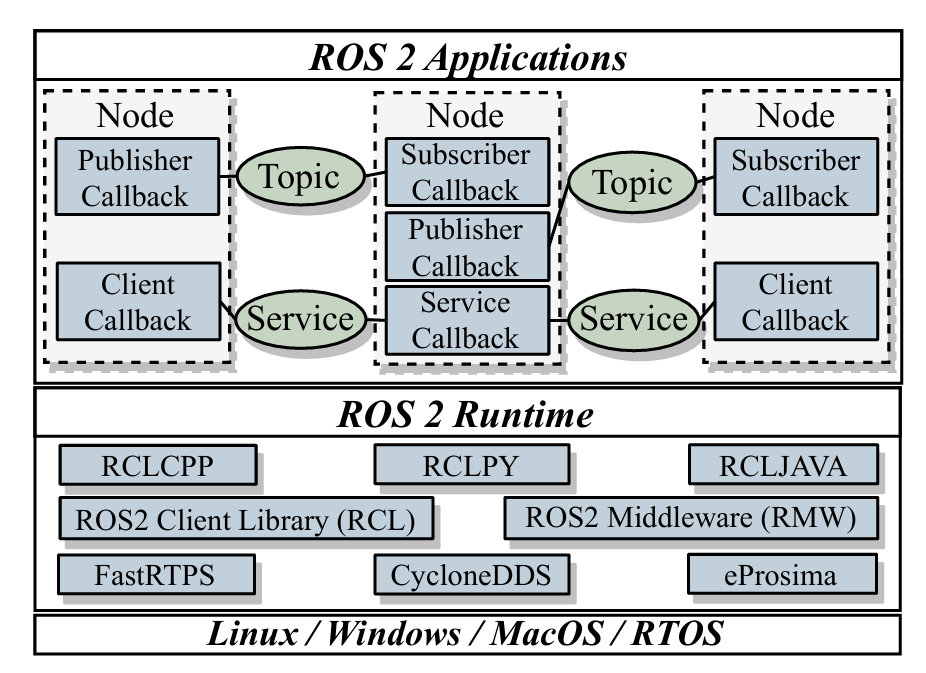 ROS 2 Applications
Node
Publisher
Callback
Client
Callback
Topic
Service
Node
Subscriber
Callback
Publisher
Callback
Service
Callback
Topic
Service
Node
Subscriber
Callback
Client
Callback
ROS 2 Runtime
RCLCPP
RCLPY
RCLJAVA
ROS2 Client Library (RCL)
ROS2 Middleware (RMW)
FastRTPS
CycloneDDS
eProsima
Linux / Windows / MacOS / RTOS